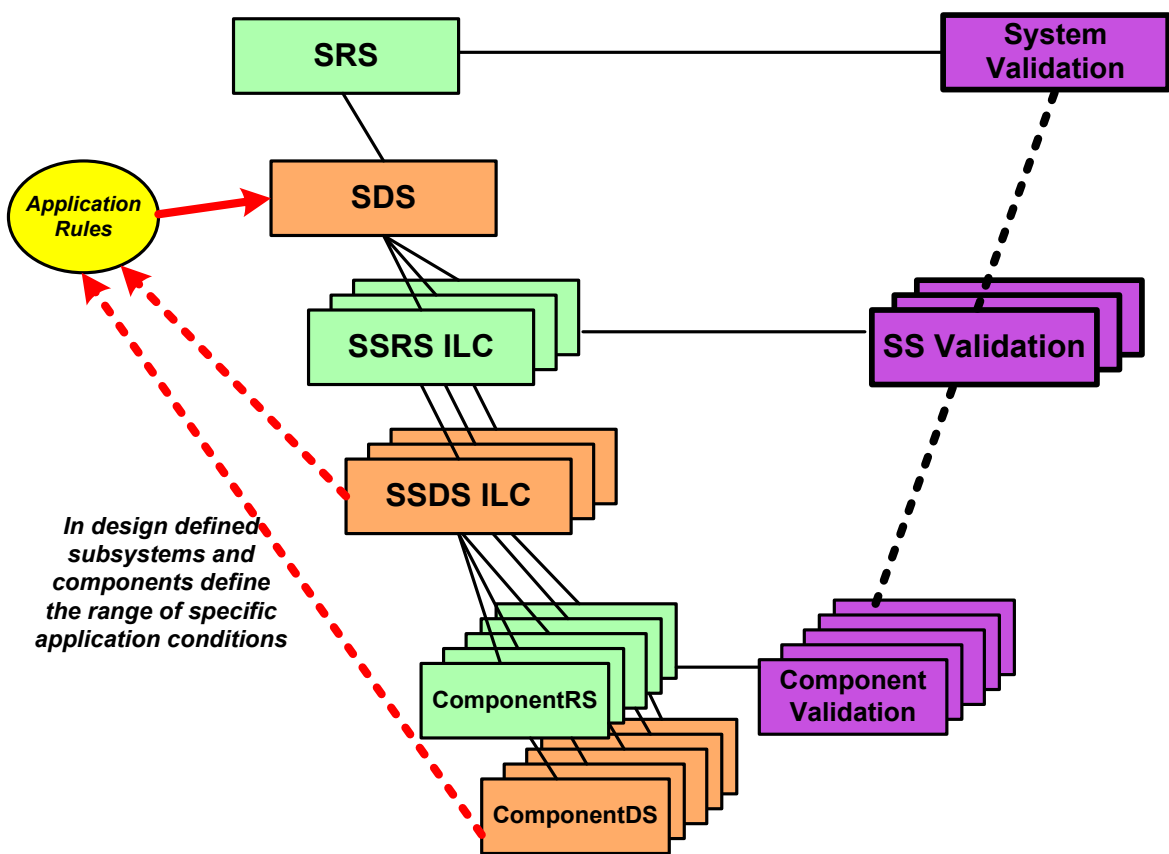 SRS
System
Validation
Application
Rules
SDS
SSRS ILC
SS Validation
SSDS ILC
In design defined
subsystems and
components define
the range of specific
application conditions
ComponentRS
Component
Validation
ComponentDS